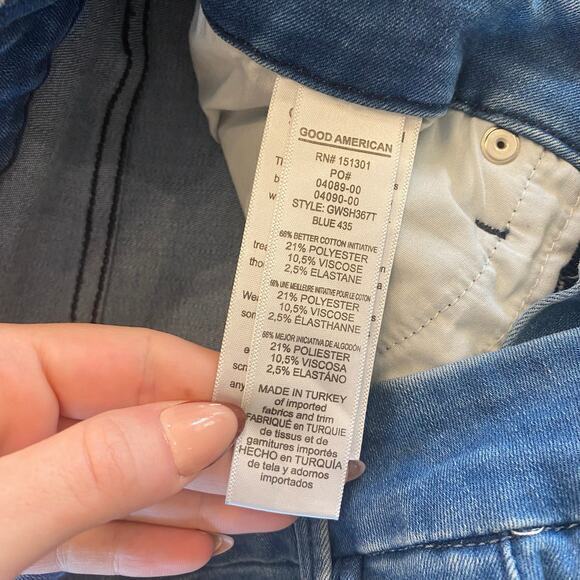 GOOD AMERICAN
RN# 151301
PO#
04089-00
04090-00
STYLE: GWSH367T
BLUE 435
66% BETTER COTTON INITIATIVE
21% POLYESTER
10,5% VISCOSE
2,5% ELASTANE
66% UNE MEILLEURE INITIATIVE POUR LE COTON
21% POLYESTER
10,5% VISCOSE
2,5% ÉLASTHANNE
66% MEJOR INICIATIVA DE ALGODÓN
21% POLIESTER
10,5% VISCOSA
2,5% ELASTÁNO
MADE IN TURKEY
of imported
fabrics and trim
FABRIQUÉ en TURQUIE
de tissus et de
garnitures importés
HECHO en TURQUÍA
de tela y adornos
importados